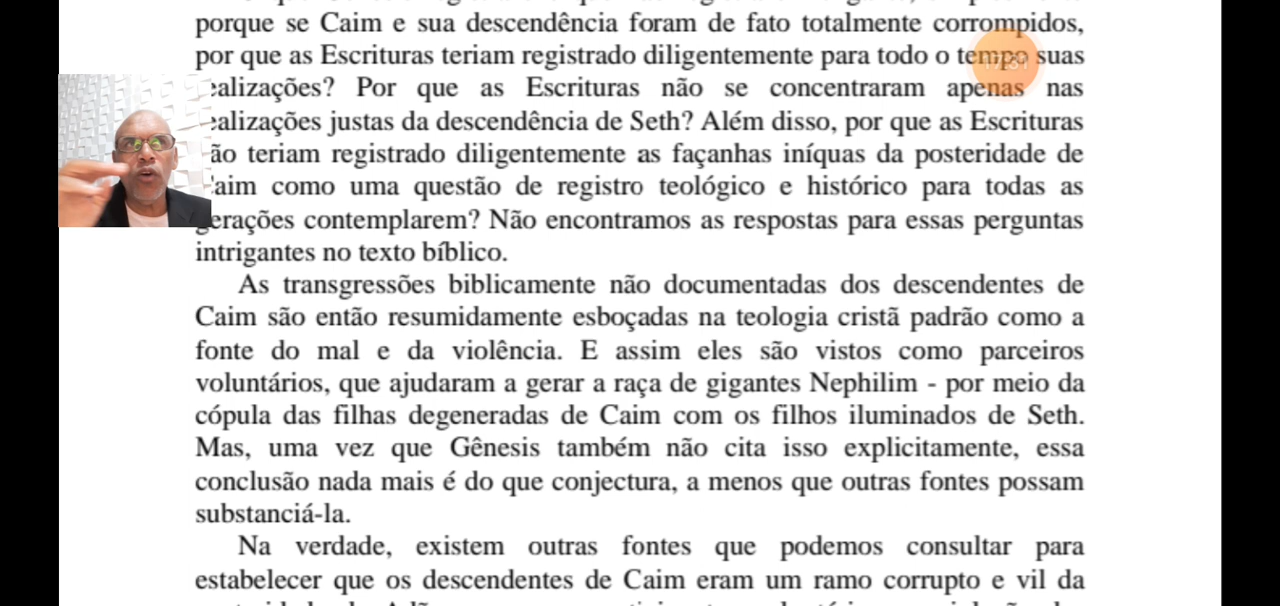 porque se Caim e sua descendência foram de fato totalmente corrompidos,
por que as Escrituras teriam registrado diligentemente para todo o tempo suas
ealizações? Por que as Escrituras não se concentraram apenas nas
ealizações justas da descendência de Seth? Além disso, por que as Escrituras
ão teriam registrado diligentemente as façanhas iníquas da posteridade de
aim como uma questão de registro teológico e histórico para todas as
gerações contemplarem? Não encontramos as respostas para essas perguntas
intrigantes no texto bíblico.
As transgressões biblicamente não documentadas dos descendentes de
Caim são então resumidamente esboçadas na teologia cristã padrão como a
fonte do mal e da violência. E assim eles são vistos como parceiros
voluntários, que ajudaram a gerar a raça de gigantes Nephilim - por meio da
cópula das filhas degeneradas de Caim com os filhos iluminados de Seth.
Mas, uma vez que Gênesis também não cita isso explicitamente, essa
conclusão nada mais é do que conjectura, a menos que outras fontes possam
substanciá-la.
Na verdade, existem outras fontes que podemos consultar para
estabelecer que os descendentes de Caim eram um ramo corrupto e vil da